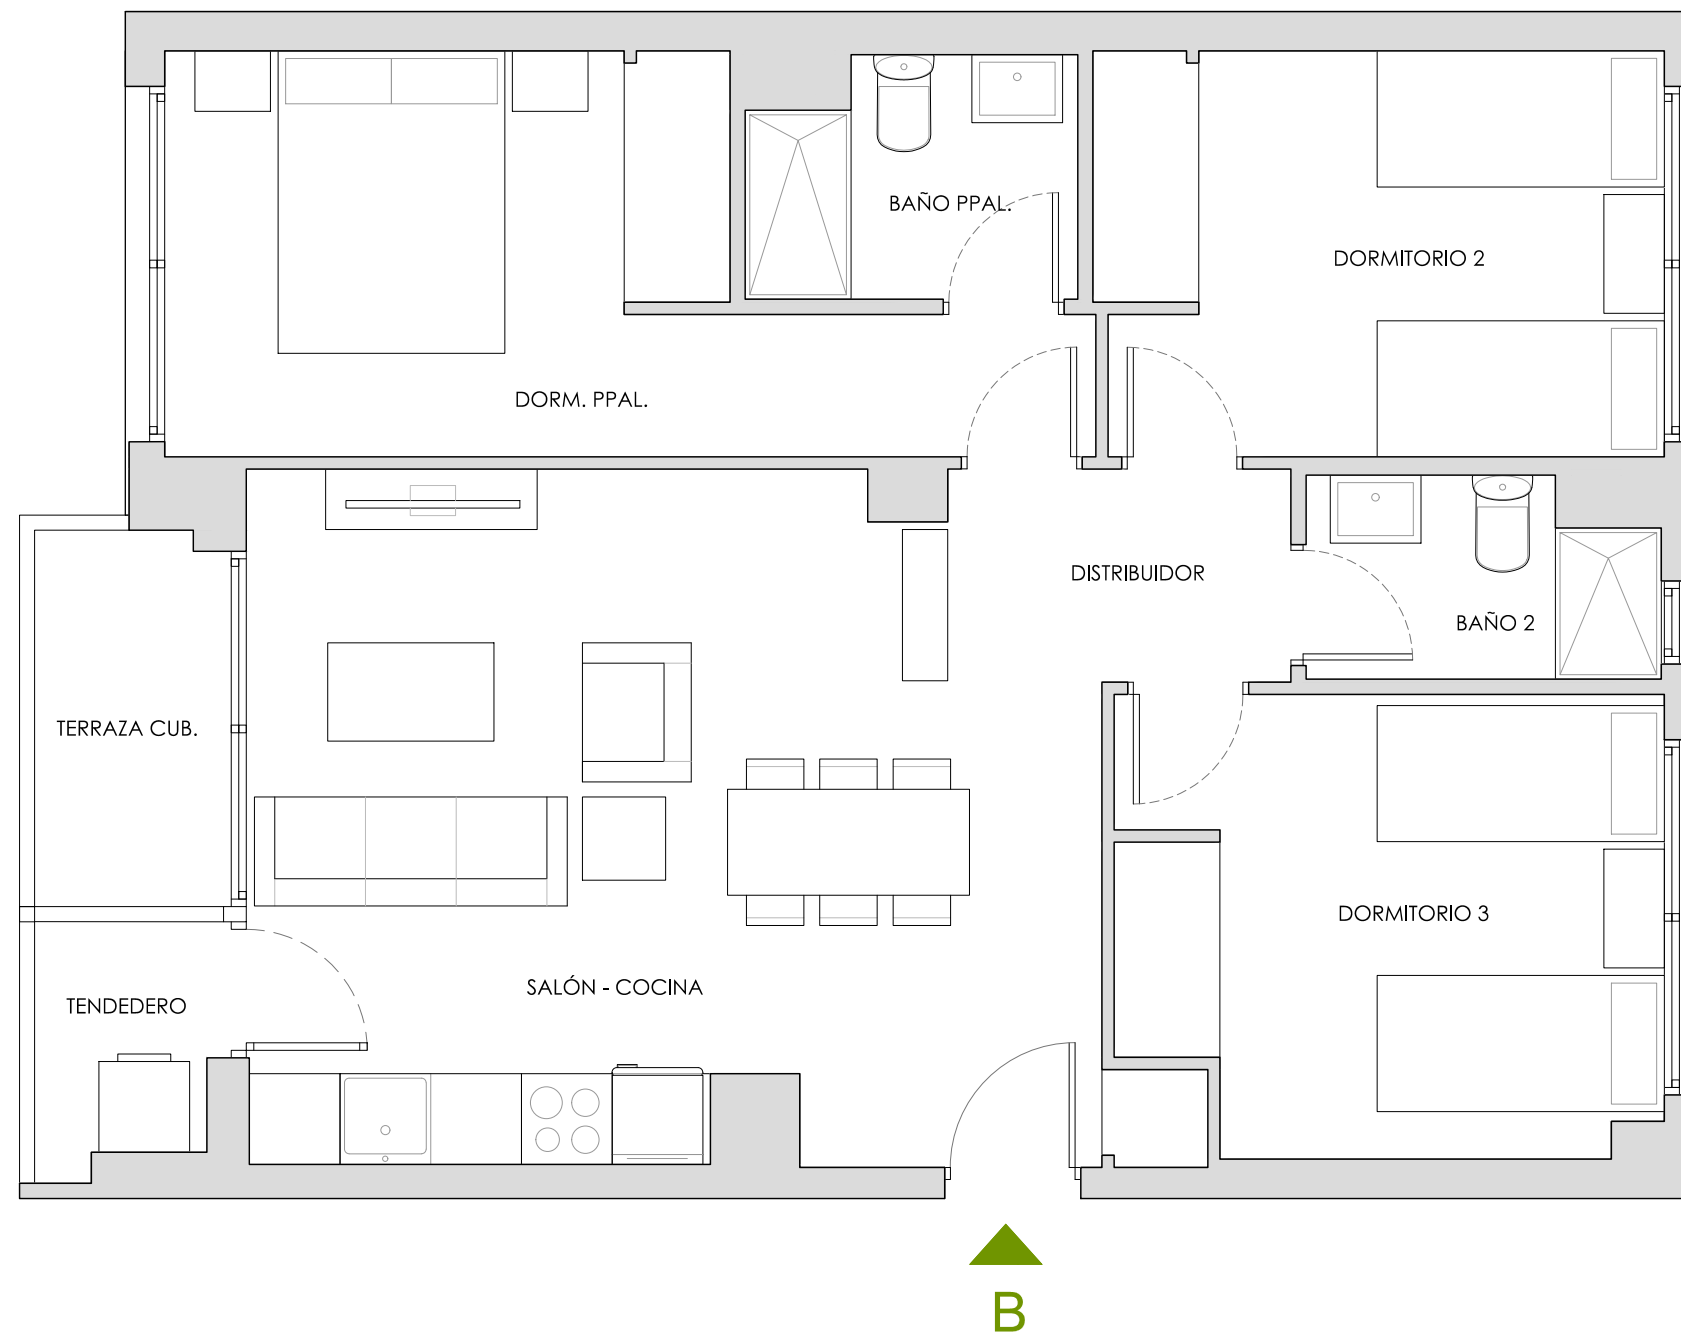 BAÑO PPAL.
DORMITORIO 2
DORM. PPAL.
DISTRIBUIDOR
BAÑO 2
TERRAZA CUB.
DORMITORIO 3
SALÓN - COCINA
TENDEDERO
B